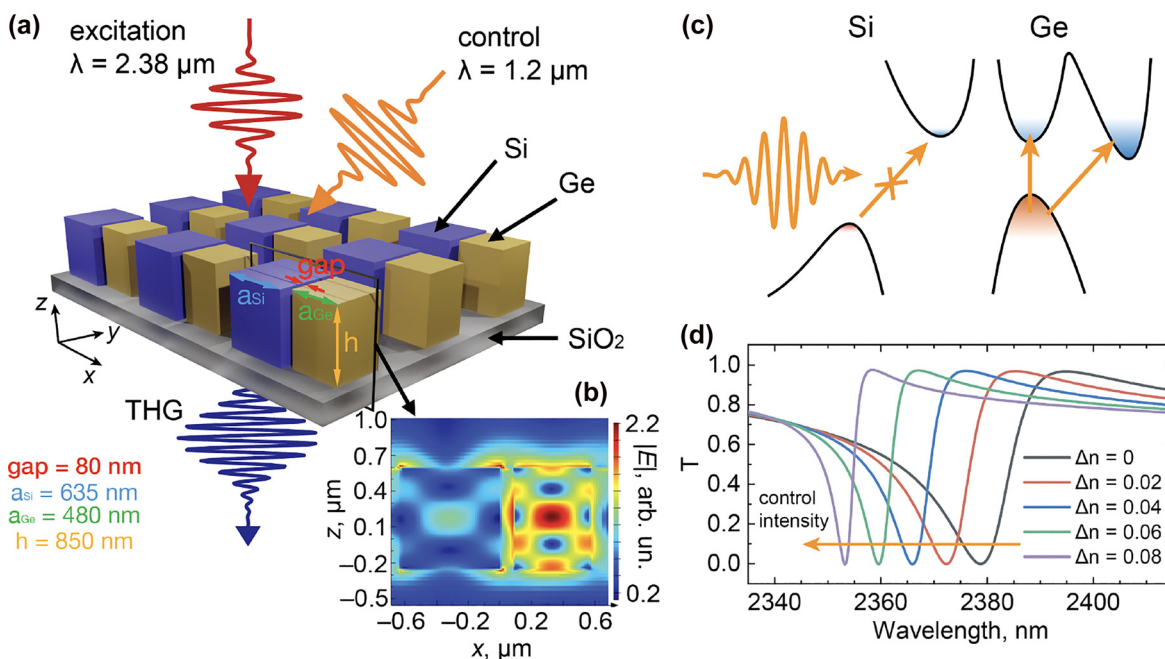 (a)
excitation
λ = 2.38 µm
control
λ = 1.2 µm
Si
Ge
gap
aSi
aGe
h
SiO₂
z
y
x
THG
gap = 80 nm
aSi = 635 nm
aGe = 480 nm
h = 850 nm
(b)
1.0
0.7
0.4
0.1
–0.2
–0.5
z, µm
–0.6
–0.2
0.2
0.6
x, µm
2.2
0.2
|E|, arb. un.
(c)
Si
Ge
(d)
1.0
0.8
0.6
0.4
0.2
0.0
T
control
intensity
Δn = 0
Δn = 0.02
Δn = 0.04
Δn = 0.06
Δn = 0.08
2340
2360
2380
2400
Wavelength, nm